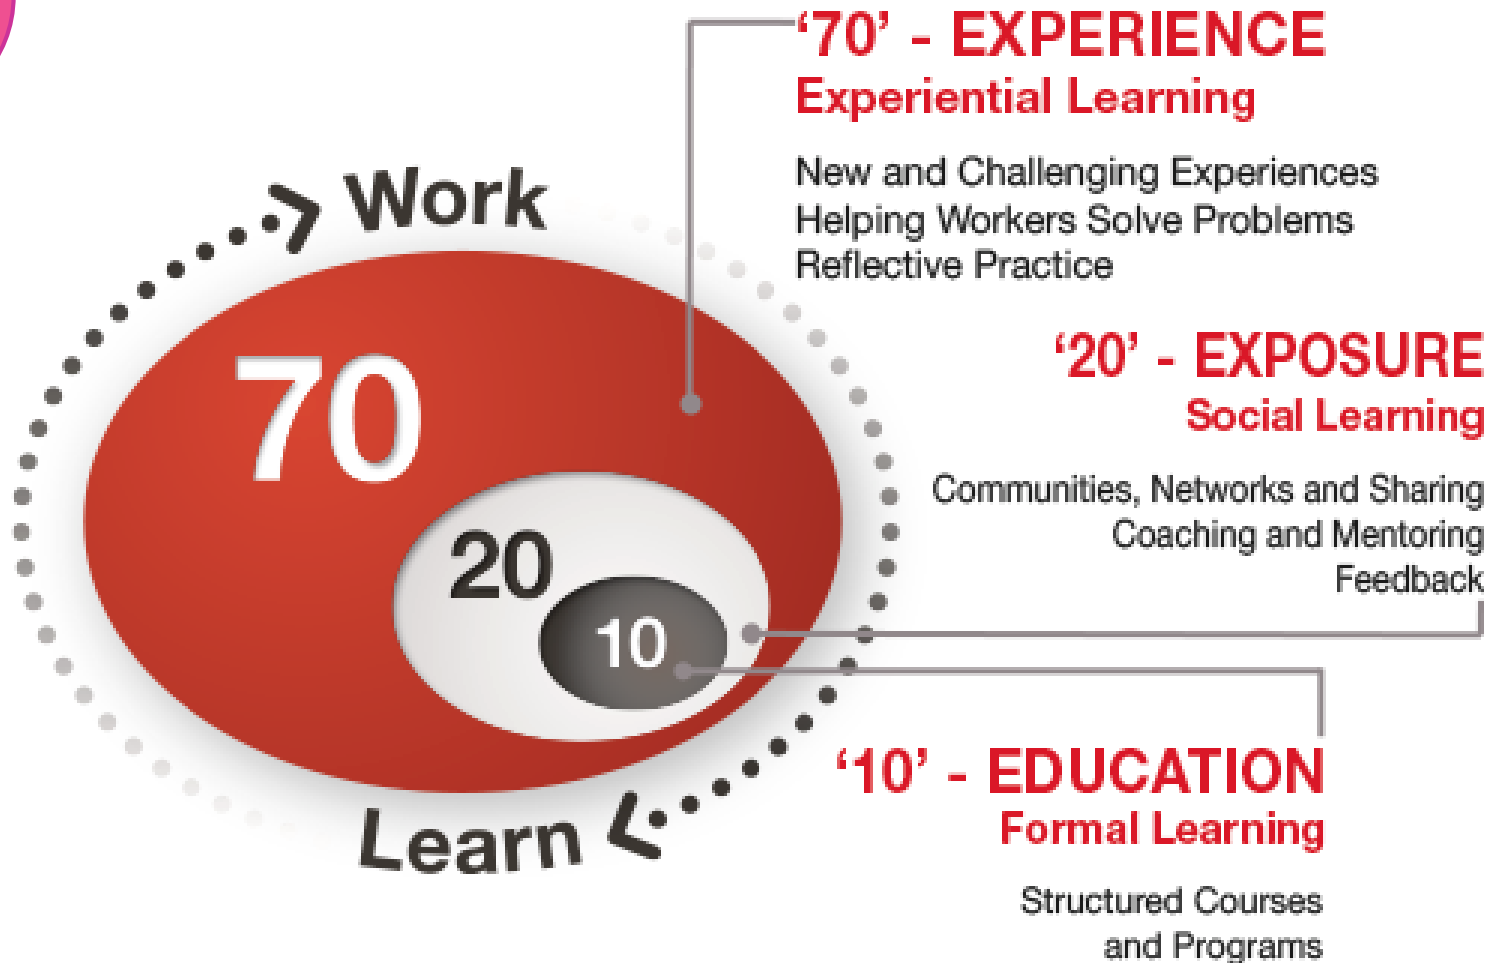 ‘70’ - EXPERIENCE
Experiential Learning
New and Challenging Experiences
Helping Workers Solve Problems
Reflective Practice
Work
70
‘20’ - EXPOSURE
Social Learning
Communities, Networks and Sharing
Coaching and Mentoring
Feedback
20
10
‘10’ - EDUCATION
Formal Learning
Learn
Structured Courses
and Programs